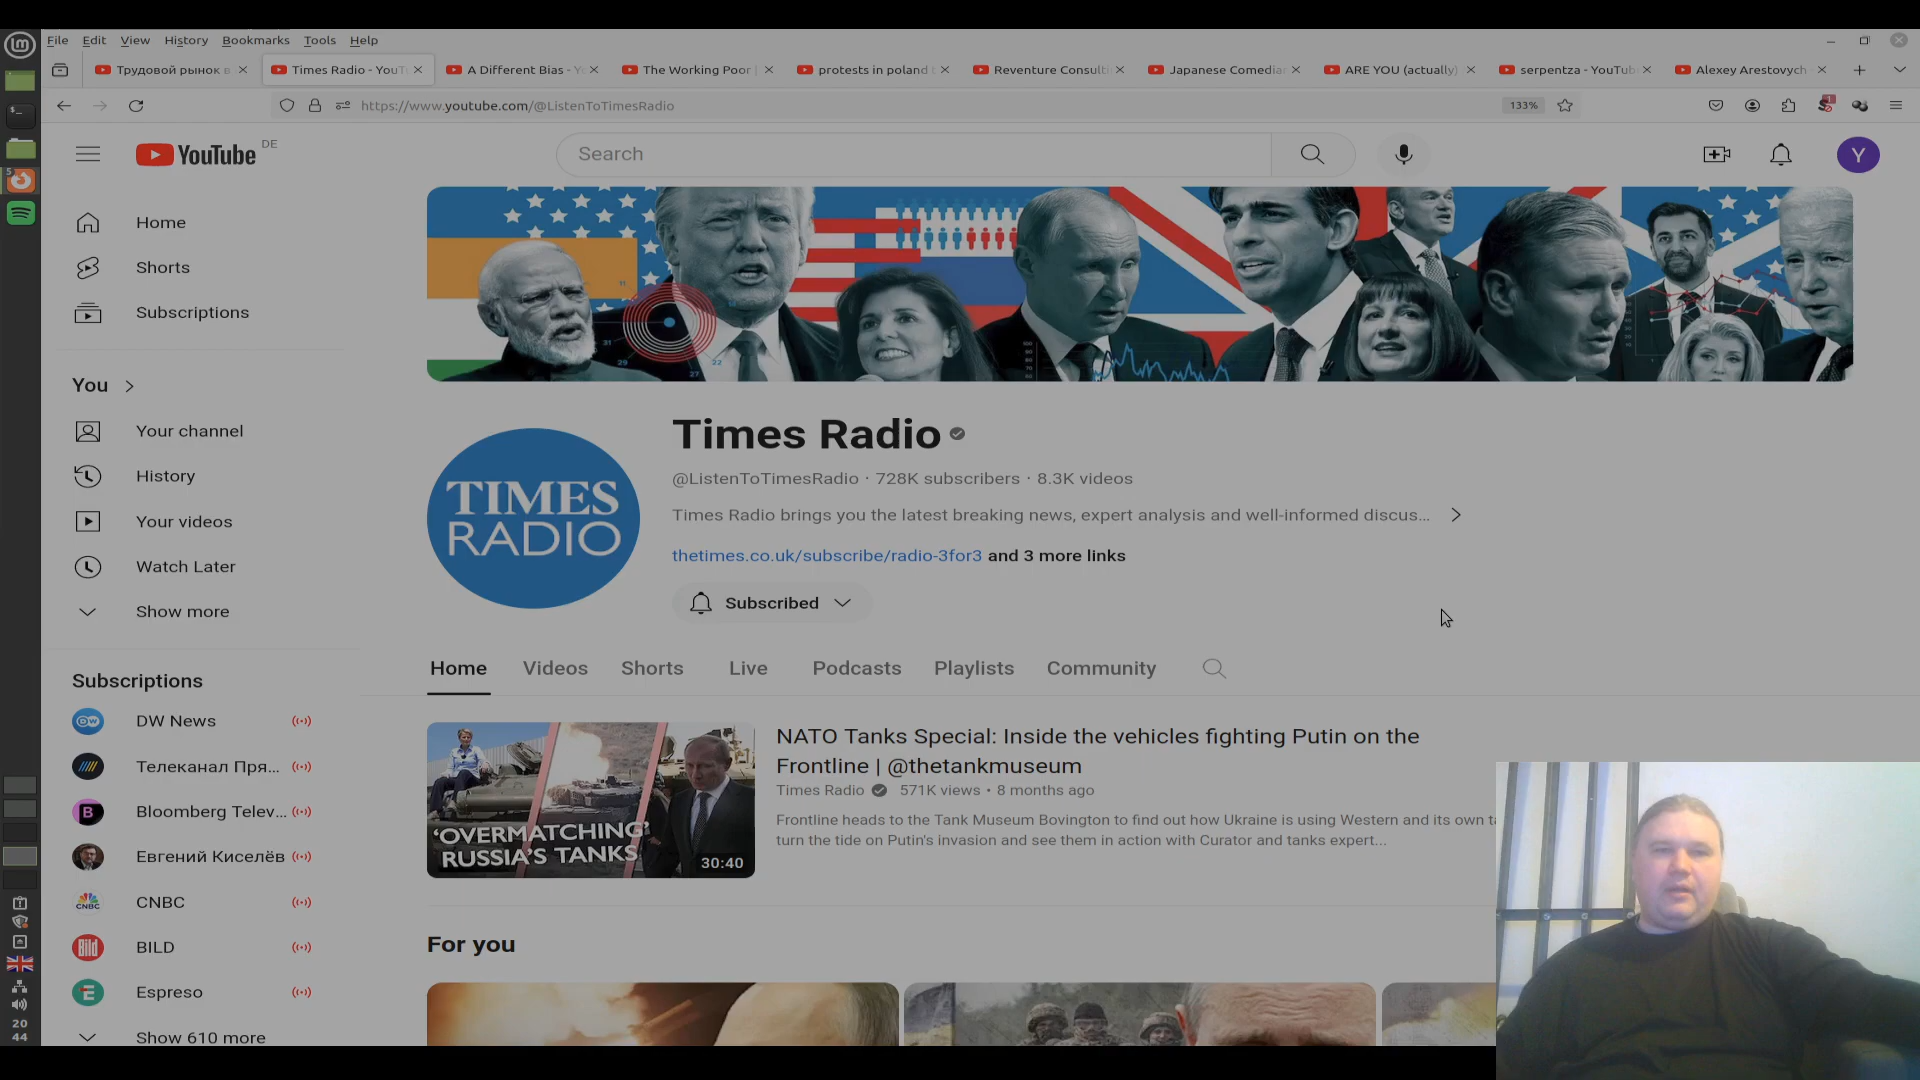 File Edit View History Bookmarks Tools Help
Трудовой рынок в
Times Radio - YouT
A Different Bias - Y
The Working Poor |
protests in poland t
Reventure Consulti
Japanese Comedia
ARE YOU (actually)
serpentza - YouTub
Alexey Arestovych
https://www.youtube.com/@ListenToTimesRadio
133%
YouTube DE
Search
Y
Home
Shorts
Subscriptions
You
Your channel
History
Your videos
Watch Later
Show more
Subscriptions
DW News
Телеканал Пря...
Bloomberg Telev...
Евгений Киселёв
CNBC
BILD
Espreso
Show 610 more
TIMES
RADIO
Times Radio
@ListenToTimesRadio · 728K subscribers · 8.3K videos
Times Radio brings you the latest breaking news, expert analysis and well-informed discus...
thetimes.co.uk/subscribe/radio-3for3 and 3 more links
Subscribed
Home Videos Shorts Live Podcasts Playlists Community
'OVERMATCHING'
RUSSIA'S TANKS
30:40
NATO Tanks Special: Inside the vehicles fighting Putin on the
Frontline | @thetankmuseum
Times Radio 571K views • 8 months ago
Frontline heads to the Tank Museum Bovington to find out how Ukraine is using Western and its own ta
turn the tide on Putin's invasion and see them in action with Curator and tanks expert...
For you
20
44